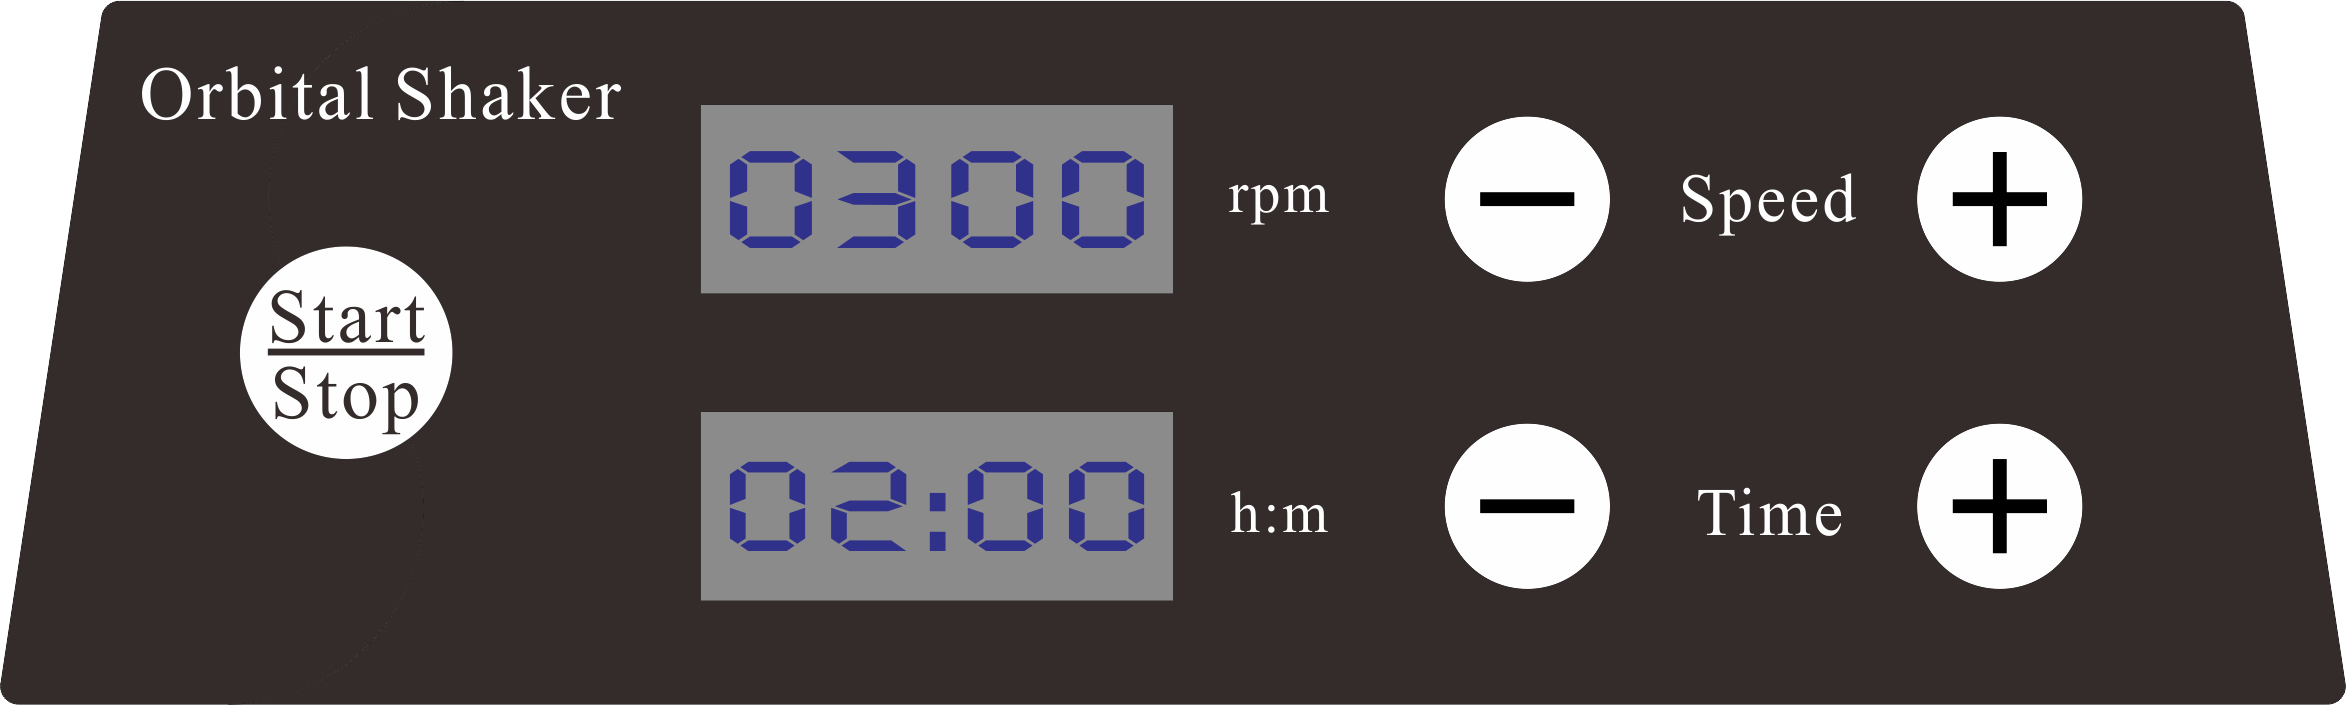 Orbital Shaker
0300 rpm
− Speed +
Start
Stop
02:00 h:m
− Time +